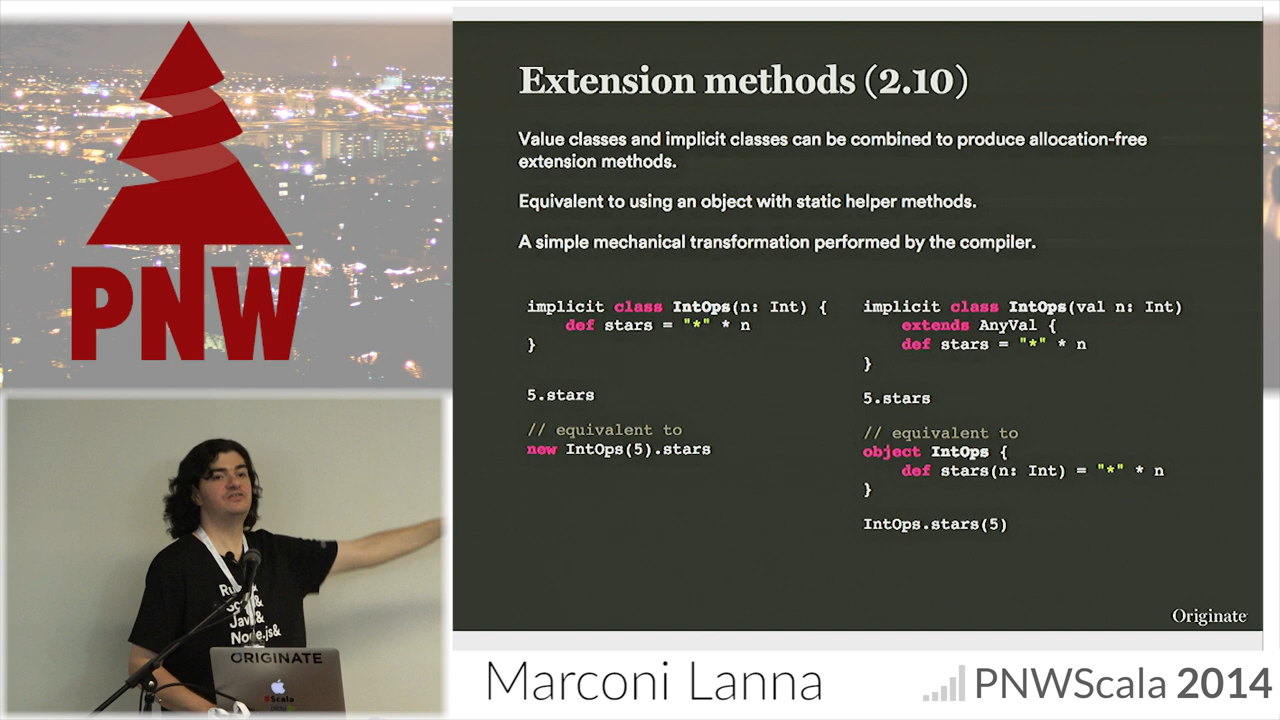 PNW
Extension methods (2.10)
Value classes and implicit classes can be combined to produce allocation-free
extension methods.
Equivalent to using an object with static helper methods.
A simple mechanical transformation performed by the compiler.
implicit class IntOps(n: Int) {
def stars = "*" * n
}
5.stars
// equivalent to
new IntOps(5).stars
implicit class IntOps(val n: Int)
extends AnyVal {
def stars = "*" * n
}
5.stars
// equivalent to
object IntOps {
def stars(n: Int) = "*" * n
}
IntOps.stars(5)
Originate
Java&
Node.js&
ORIGINATE
Scala
Marconi Lanna
PNWScala 2014